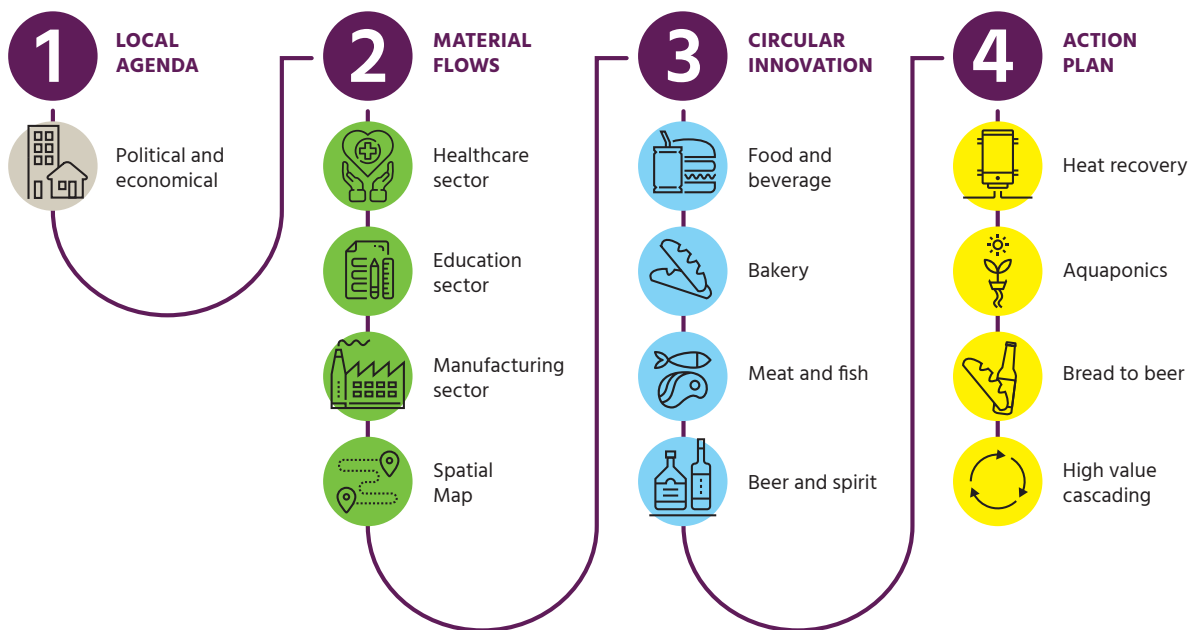 1
LOCAL
AGENDA
Political and
economical
2
MATERIAL
FLOWS
Healthcare
sector
Education
sector
Manufacturing
sector
Spatial
Map
3
CIRCULAR
INNOVATION
Food and
beverage
Bakery
Meat and fish
Beer and spirit
4
ACTION
PLAN
Heat recovery
Aquaponics
Bread to beer
High value
cascading